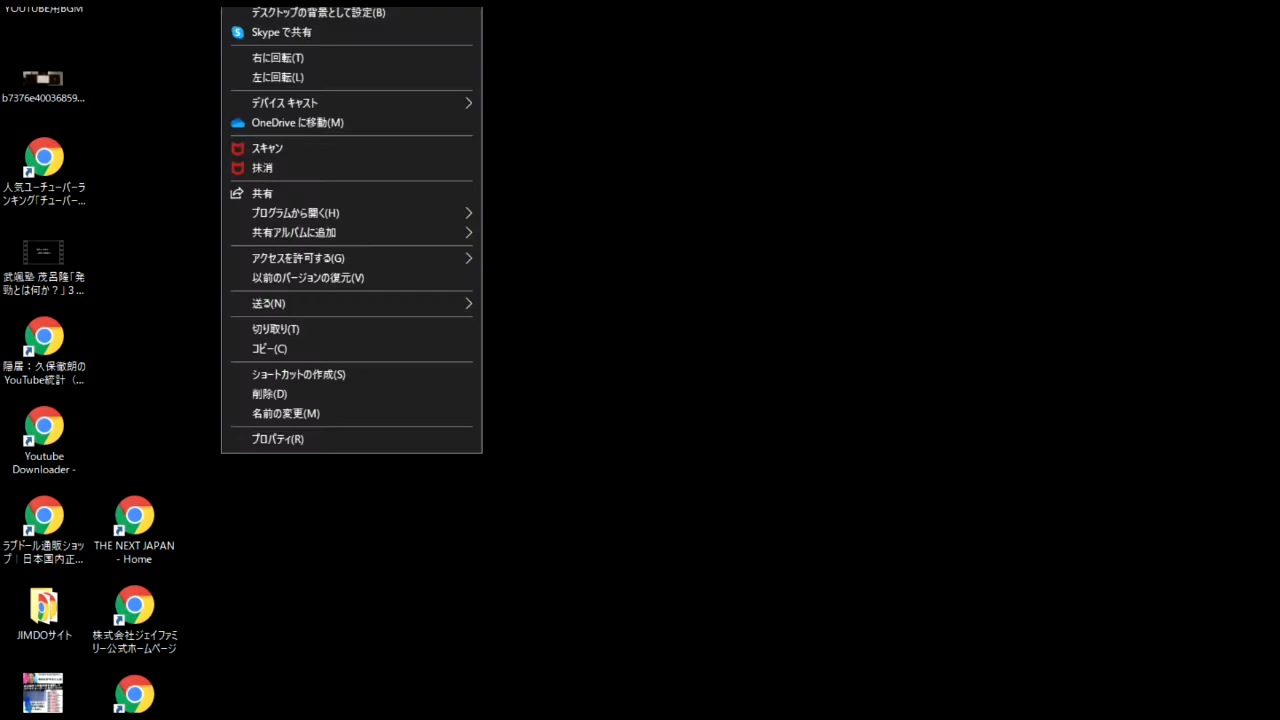 YOUTUBE用BGM
b7376e40036859...
人気ユーチューバーラ
ンキング「チューバー...
武颯塾 茂呂隆「発
勁とは何か？」３...
隠居：久保徹朗の
YouTube統計（...
Youtube
Downloader -
ラブドール通販ショッ
プ｜日本国内正...
JIMDOサイト
THE NEXT JAPAN
- Home
株式会社ジェイファミ
リー公式ホームページ
デスクトップの背景として設定(B)
Skype で共有
右に回転(T)
左に回転(L)
デバイス キャスト
OneDrive に移動(M)
スキャン
抹消
共有
プログラムから開く(H)
共有アルバムに追加
アクセスを許可する(G)
以前のバージョンの復元(V)
送る(N)
切り取り(T)
コピー(C)
ショートカットの作成(S)
削除(D)
名前の変更(M)
プロパティ(R)